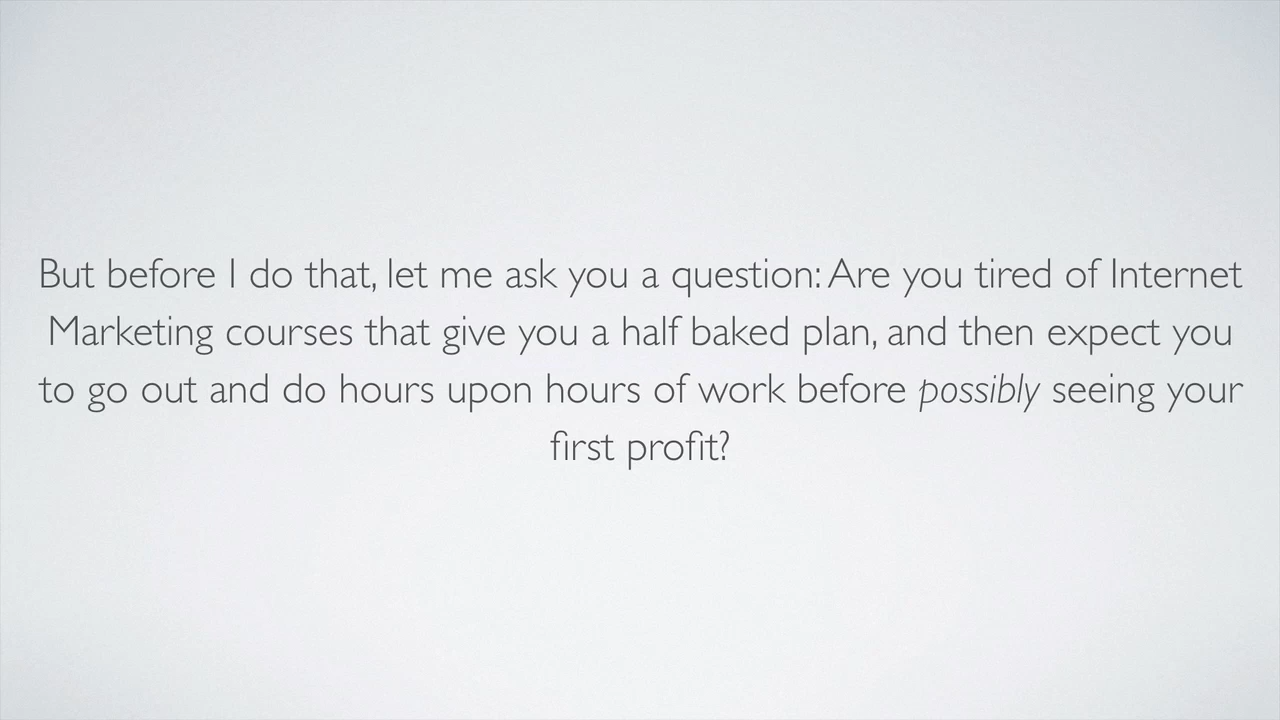 But before I do that, let me ask you a question: Are you tired of Internet
Marketing courses that give you a half baked plan, and then expect you
to go out and do hours upon hours of work before possibly seeing your
first profit?